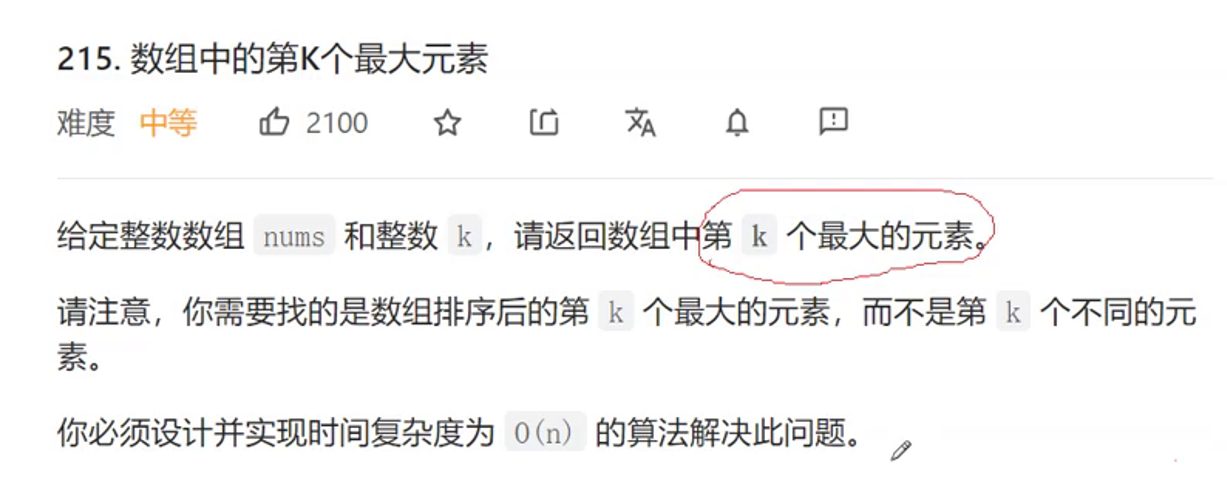 215. 数组中的第K个最大元素
难度 中等 2100
给定整数数组 nums 和整数 k，请返回数组中第 k 个最大的元素。
请注意，你需要找的是数组排序后的第 k 个最大的元素，而不是第 k 个不同的元
素。
你必须设计并实现时间复杂度为 O(n) 的算法解决此问题。